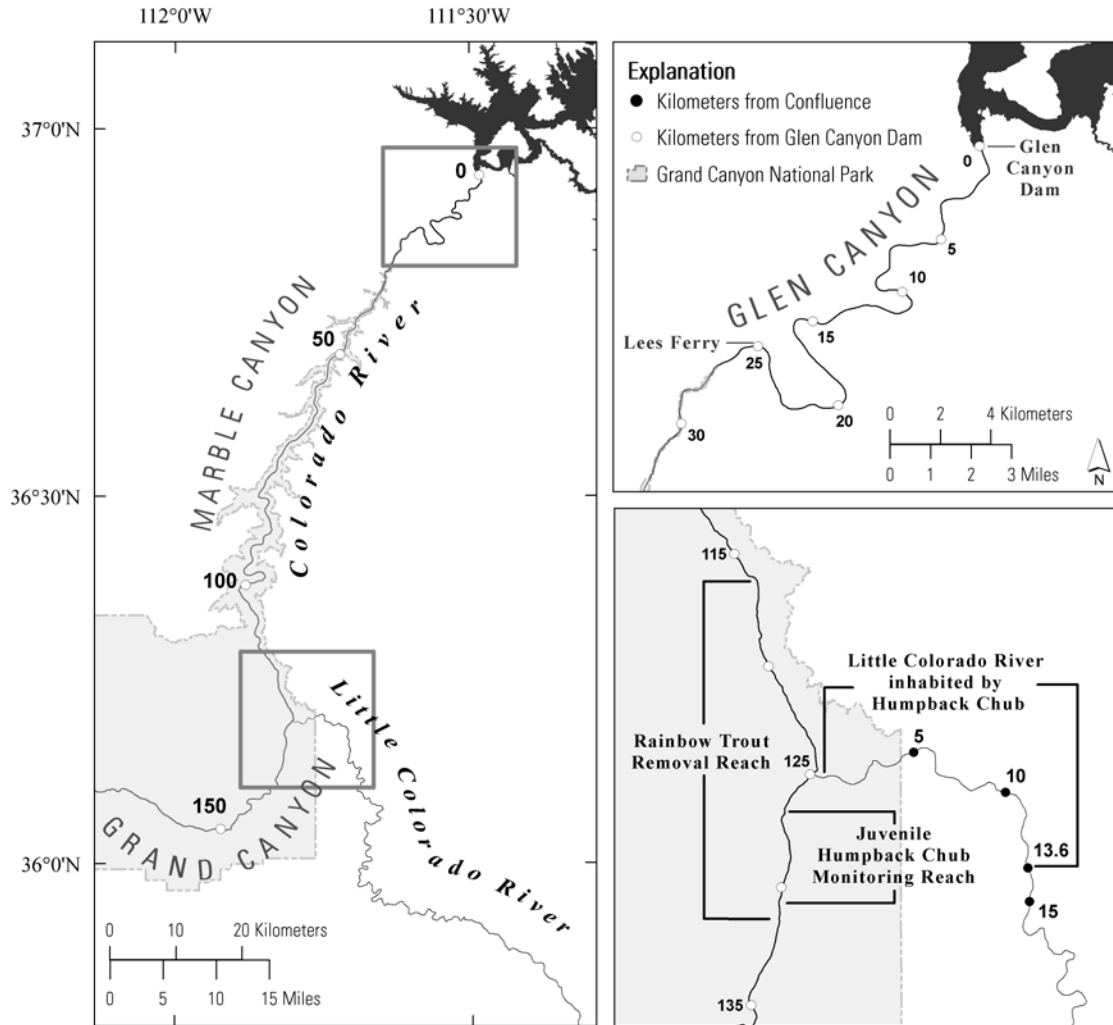 112°0'W
111°30'W
37°0'N
36°30'N
36°0'N
0
50
100
150
MARBLE CANYON
Colorado River
Little Colorado River
GRAND CANYON
0 10 20 Kilometers
0 5 10 15 Miles
Explanation
Kilometers from Confluence
Kilometers from Glen Canyon Dam
Grand Canyon National Park
0
Glen
Canyon
Dam
GLEN CANYON
5
10
15
Lees Ferry
25
20
30
0 2 4 Kilometers
0 1 2 3 Miles
N
115
Little Colorado River
inhabited by
Humpback Chub
Rainbow Trout
Removal Reach
125
5
10
Juvenile
Humpback Chub
Monitoring Reach
13.6
15
135